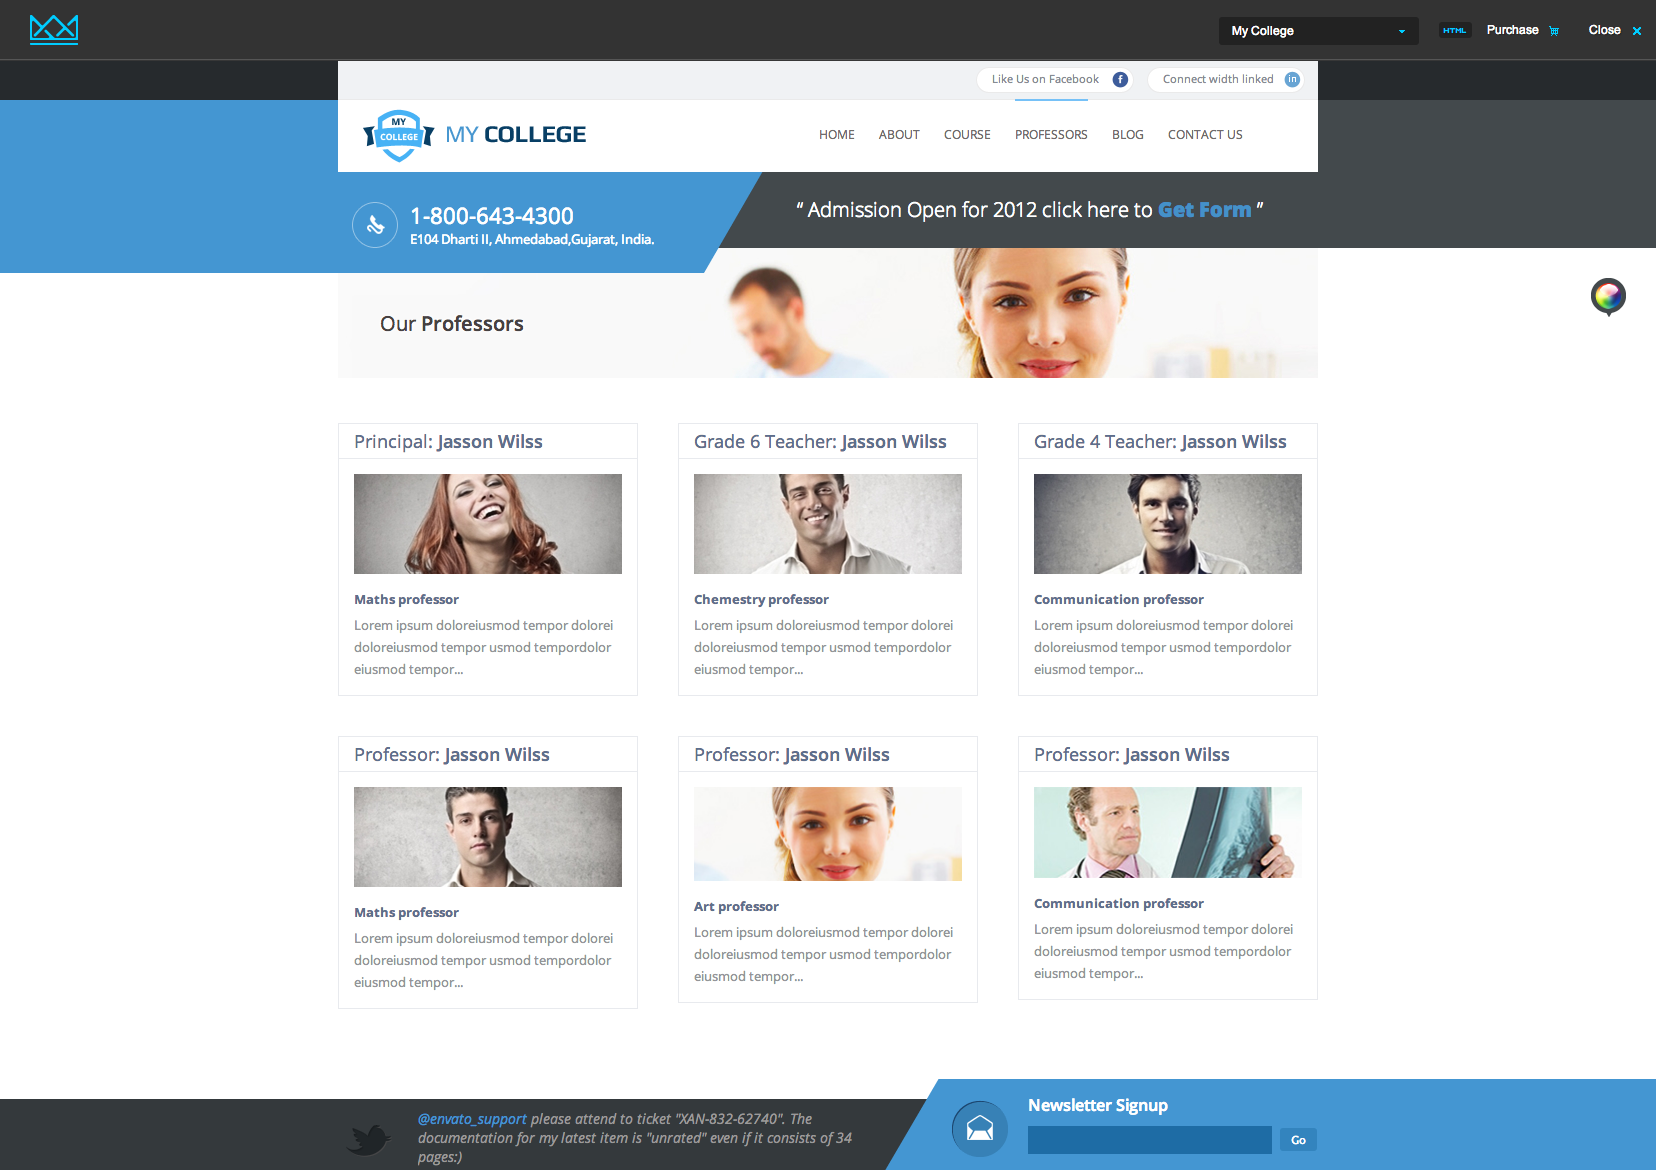 My College
HTML
Purchase
Close
Like Us on Facebook
f
Connect width linked
in
MY
COLLEGE
MY COLLEGE
HOME
ABOUT
COURSE
PROFESSORS
BLOG
CONTACT US
1-800-643-4300
E104 Dharti II, Ahmedabad,Gujarat, India.
“ Admission Open for 2012 click here to Get Form ”
Our Professors
Principal: Jasson Wilss
Maths professor
Lorem ipsum doloreiusmod tempor dolorei
doloreiusmod tempor usmod tempordolor
eiusmod tempor...
Grade 6 Teacher: Jasson Wilss
Chemestry professor
Lorem ipsum doloreiusmod tempor dolorei
doloreiusmod tempor usmod tempordolor
eiusmod tempor...
Grade 4 Teacher: Jasson Wilss
Communication professor
Lorem ipsum doloreiusmod tempor dolorei
doloreiusmod tempor usmod tempordolor
eiusmod tempor...
Professor: Jasson Wilss
Maths professor
Lorem ipsum doloreiusmod tempor dolorei
doloreiusmod tempor usmod tempordolor
eiusmod tempor...
Professor: Jasson Wilss
Art professor
Lorem ipsum doloreiusmod tempor dolorei
doloreiusmod tempor usmod tempordolor
eiusmod tempor...
Professor: Jasson Wilss
Communication professor
Lorem ipsum doloreiusmod tempor dolorei
doloreiusmod tempor usmod tempordolor
eiusmod tempor...
@envato_support please attend to ticket "XAN-832-62740". The
documentation for my latest item is "unrated" even if it consists of 34
pages:)
Newsletter Signup
Go